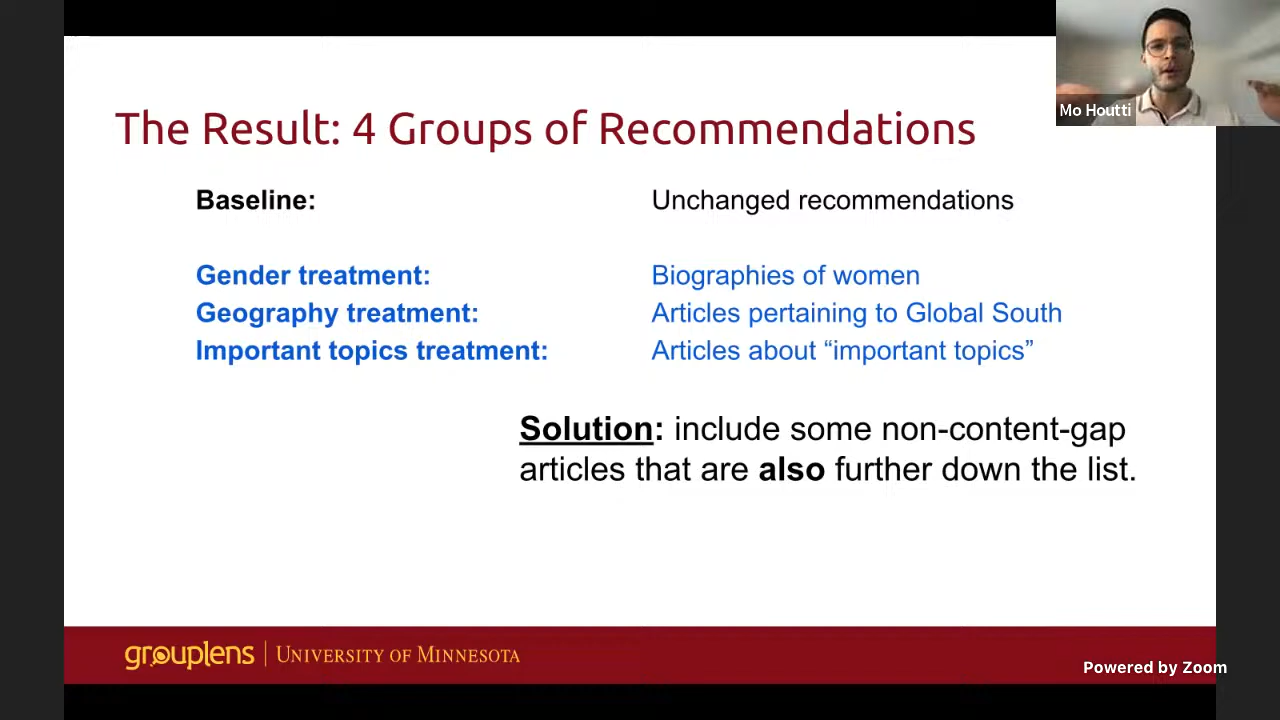 The Result: 4 Groups of Recommendations
Mo Houtti
Baseline: Unchanged recommendations
Gender treatment: Biographies of women
Geography treatment: Articles pertaining to Global South
Important topics treatment: Articles about “important topics”
Solution: include some non-content-gap
articles that are also further down the list.
grouplens | UNIVERSITY OF MINNESOTA
Powered by Zoom